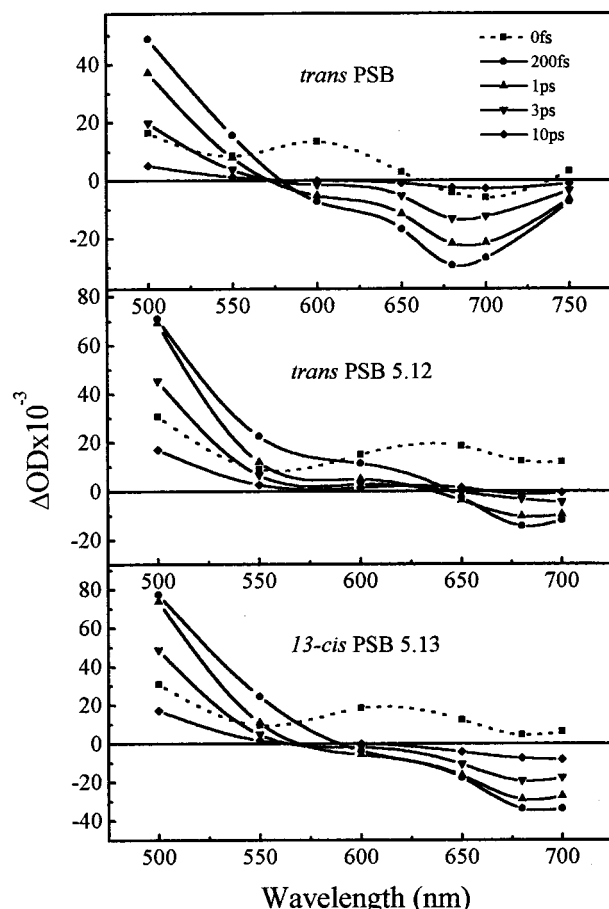 0fs
200fs
1ps
3ps
10ps
trans PSB
40
20
0
-20
500 550 600 650 700 750
80
60
40
20
0
-20
trans PSB 5.12
500 550 600 650 700
80
60
40
20
0
-20
-40
13-cis PSB 5.13
500 550 600 650 700
ΔODx10⁻³
Wavelength (nm)